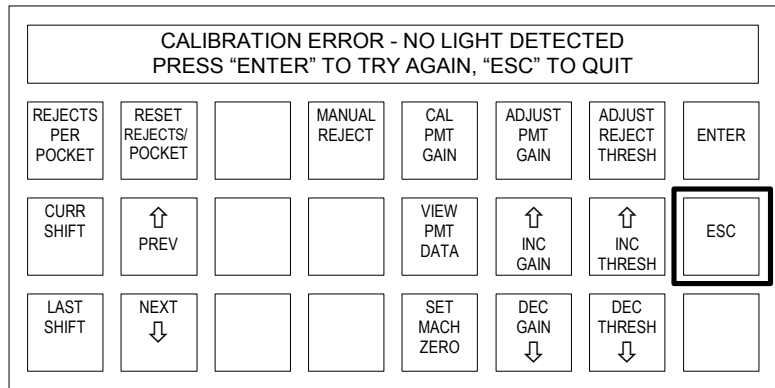 CALIBRATION ERROR - NO LIGHT DETECTED
PRESS “ENTER” TO TRY AGAIN, “ESC” TO QUIT
REJECTS
PER
POCKET
RESET
REJECTS/
POCKET
MANUAL
REJECT
CAL
PMT
GAIN
ADJUST
PMT
GAIN
ADJUST
REJECT
THRESH
ENTER
CURR
SHIFT
⇧
PREV
VIEW
PMT
DATA
⇧
INC
GAIN
⇧
INC
THRESH
ESC
LAST
SHIFT
NEXT
⇩
SET
MACH
ZERO
DEC
GAIN
⇩
DEC
THRESH
⇩